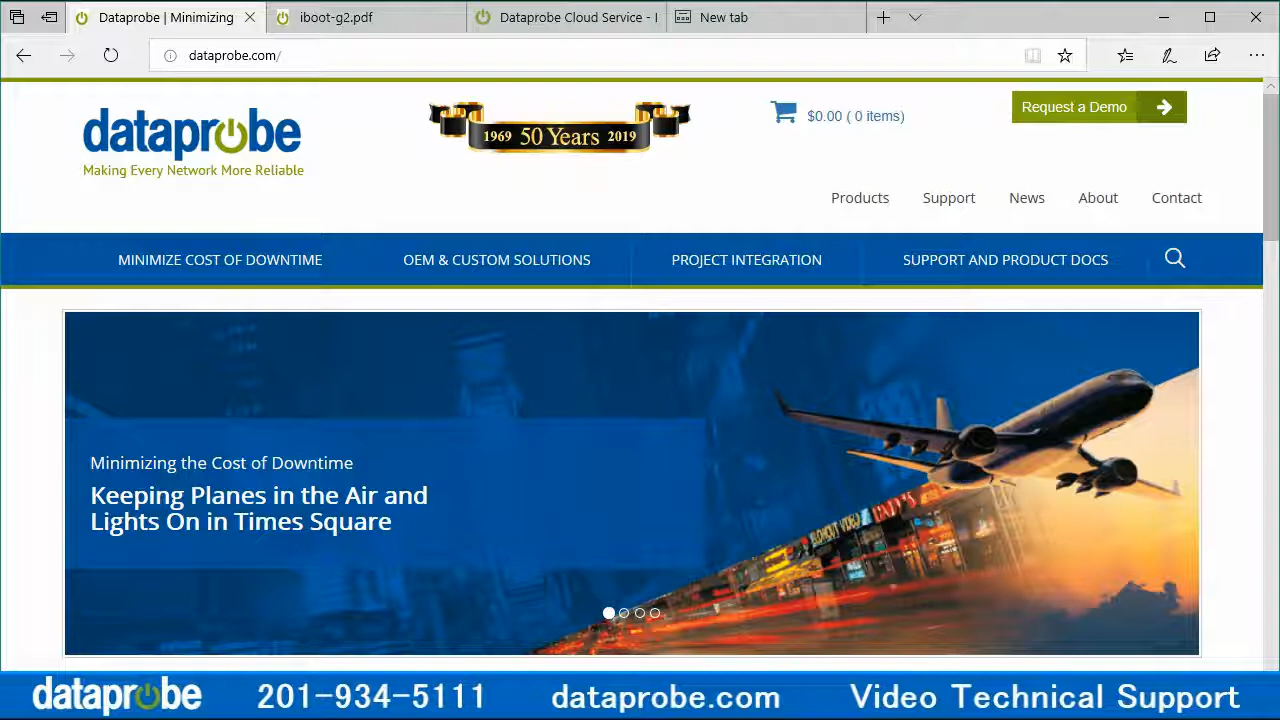 Dataprobe | Minimizing
iboot-g2.pdf
Dataprobe Cloud Service - I
New tab
dataprobe.com/
dataprobe
Making Every Network More Reliable
1969 50 Years 2019
$0.00 ( 0 items)
Request a Demo
Products Support News About Contact
MINIMIZE COST OF DOWNTIME OEM & CUSTOM SOLUTIONS PROJECT INTEGRATION SUPPORT AND PRODUCT DOCS
Minimizing the Cost of Downtime
Keeping Planes in the Air and
Lights On in Times Square
VIDEO
dataprobe 201-934-5111 dataprobe.com Video Technical Support